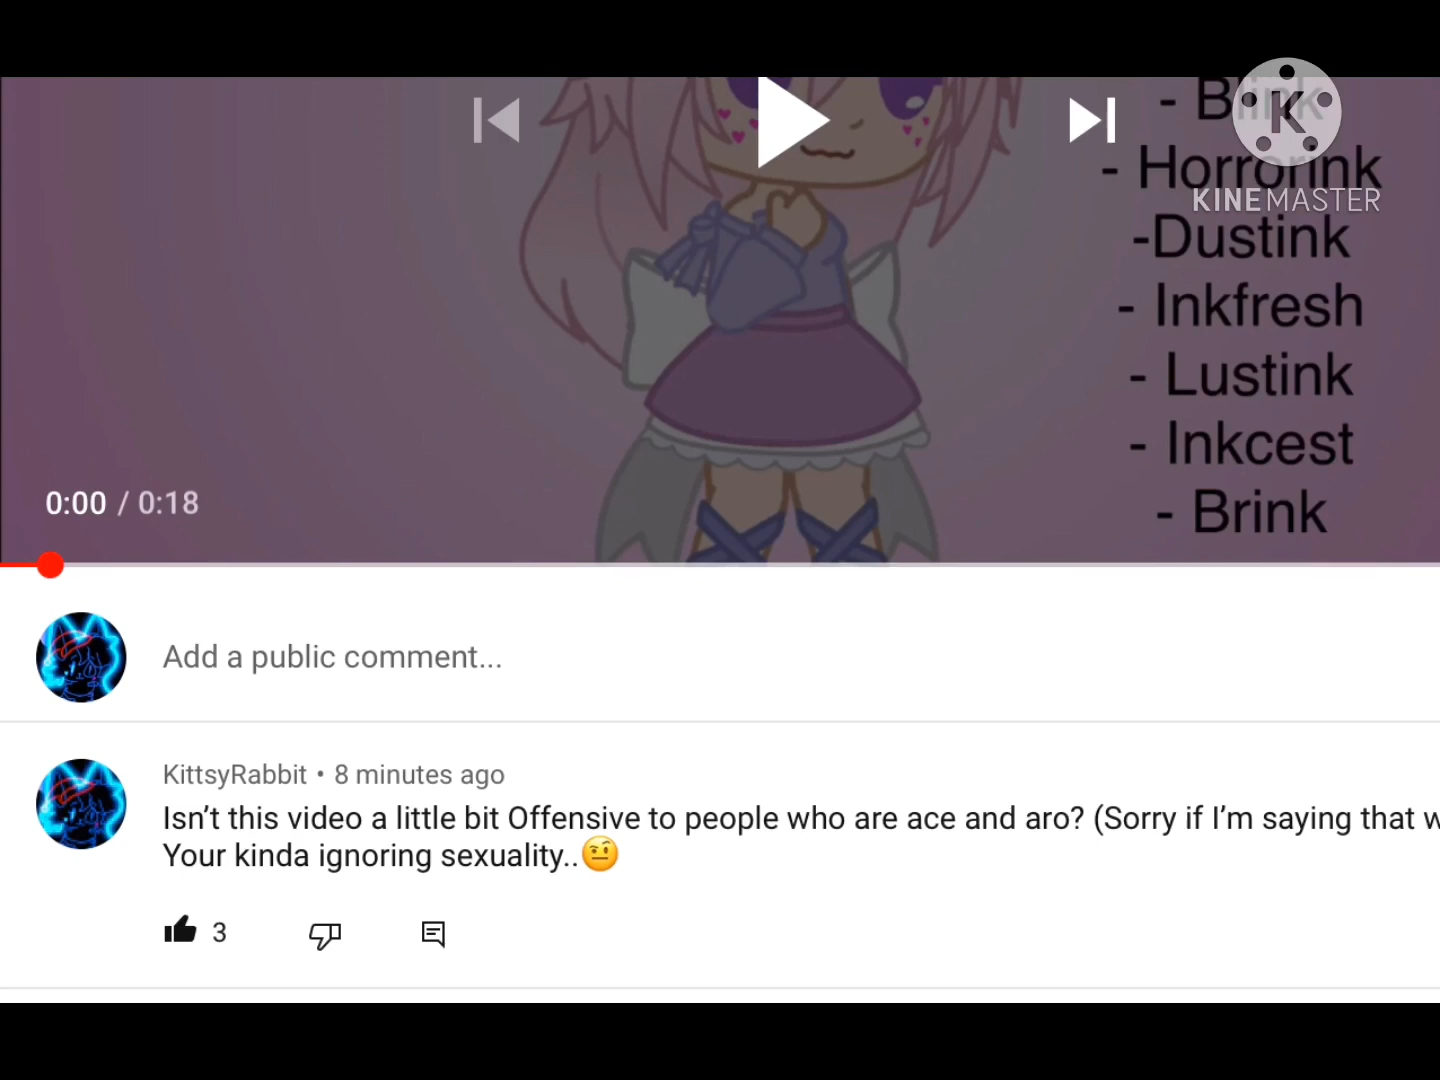 - Blink
- Horrorink
KINEMASTER
-Dustink
- Inkfresh
- Lustink
- Inkcest
- Brink
0:00 / 0:18
Add a public comment...
KittsyRabbit • 8 minutes ago
Isn’t this video a little bit Offensive to people who are ace and aro? (Sorry if I’m saying that w
Your kinda ignoring sexuality..🤨
3